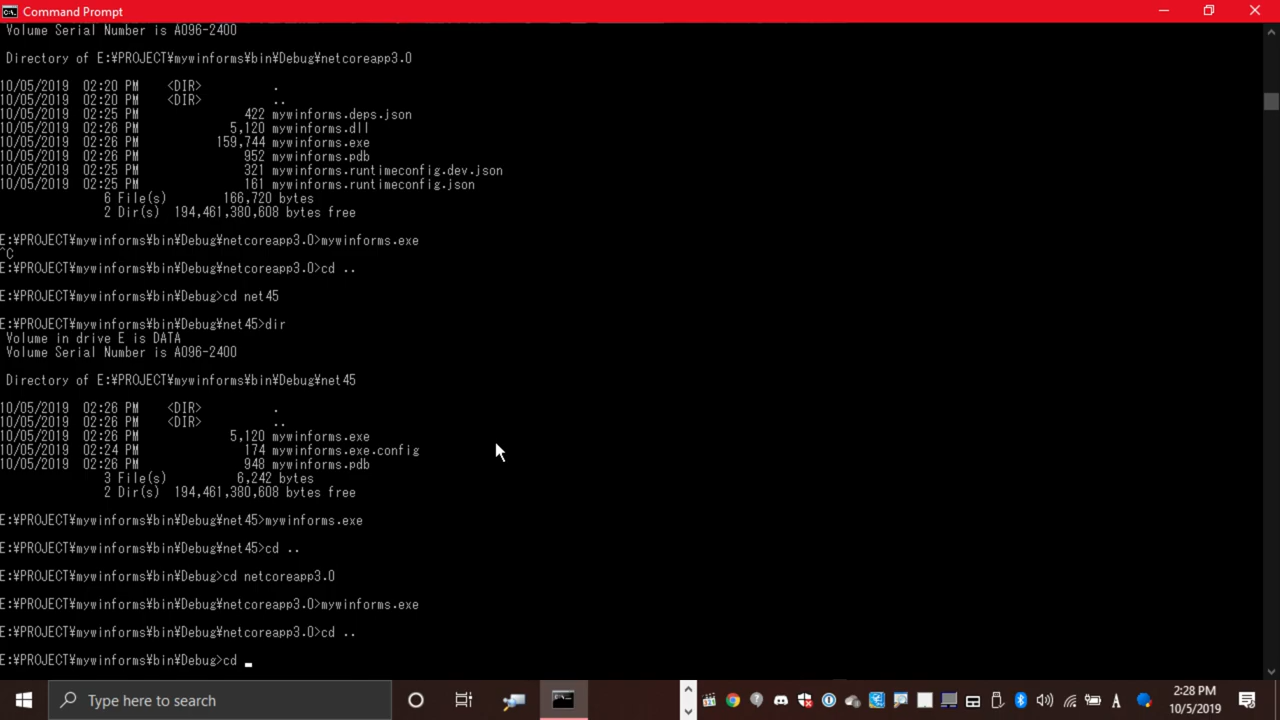 Command Prompt
Volume Serial Number is A096-2400
Directory of E:¥PROJECT¥mywinforms¥bin¥Debug¥netcoreapp3.0
10/05/2019  02:20 PM    <DIR>          .
10/05/2019  02:20 PM    <DIR>          ..
10/05/2019  02:25 PM               422 mywinforms.deps.json
10/05/2019  02:26 PM             5,120 mywinforms.dll
10/05/2019  02:26 PM           159,744 mywinforms.exe
10/05/2019  02:26 PM               952 mywinforms.pdb
10/05/2019  02:25 PM               321 mywinforms.runtimeconfig.dev.json
10/05/2019  02:25 PM               161 mywinforms.runtimeconfig.json
6 File(s)        166,720 bytes
2 Dir(s)  194,461,380,608 bytes free
E:¥PROJECT¥mywinforms¥bin¥Debug¥netcoreapp3.0>mywinforms.exe
^C
E:¥PROJECT¥mywinforms¥bin¥Debug¥netcoreapp3.0>cd ..
E:¥PROJECT¥mywinforms¥bin¥Debug>cd net45
E:¥PROJECT¥mywinforms¥bin¥Debug¥net45>dir
Volume in drive E is DATA
Volume Serial Number is A096-2400
Directory of E:¥PROJECT¥mywinforms¥bin¥Debug¥net45
10/05/2019  02:26 PM    <DIR>          .
10/05/2019  02:26 PM    <DIR>          ..
10/05/2019  02:26 PM             5,120 mywinforms.exe
10/05/2019  02:24 PM               174 mywinforms.exe.config
10/05/2019  02:26 PM               948 mywinforms.pdb
3 File(s)          6,242 bytes
2 Dir(s)  194,461,380,608 bytes free
E:¥PROJECT¥mywinforms¥bin¥Debug¥net45>mywinforms.exe
E:¥PROJECT¥mywinforms¥bin¥Debug¥net45>cd ..
E:¥PROJECT¥mywinforms¥bin¥Debug>cd netcoreapp3.0
E:¥PROJECT¥mywinforms¥bin¥Debug¥netcoreapp3.0>mywinforms.exe
E:¥PROJECT¥mywinforms¥bin¥Debug¥netcoreapp3.0>cd ..
E:¥PROJECT¥mywinforms¥bin¥Debug>cd
Type here to search
A
2:28 PM
10/5/2019